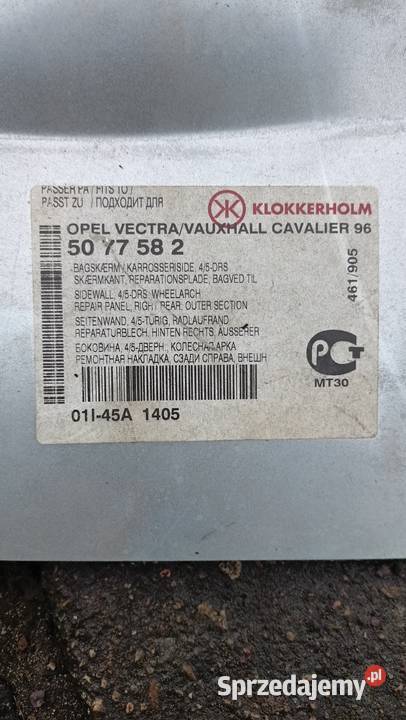 PASSER PÅ / FITS TO /
PASST ZU / ПОДХОДИТ ДЛЯ
KLOKKERHOLM
OPEL VECTRA/VAUXHALL CAVALIER 96
50 77 58 2
BAGSKÆRM / KARROSSERISIDE, 4/5-DRS
SKÆRMKANT, REPARATIONSPLADE, BAGVED TIL
SIDEWALL, 4/5-DRS, WHEELARCH
REPAIR PANEL, RIGHT REAR, OUTER SECTION
SEITENWAND, 4/5-TÜRIG, RADLAUFRAND
REPARATURBLECH, HINTEN RECHTS, AUSSERER
БОКОВИНА, 4/5-ДВЕРН., КОЛЕСНАЯ АРКА
РЕМОНТНАЯ НАКЛАДКА, СЗАДИ СПРАВА, ВНЕШН
461/905
РСТ
MT30
01I-45A 1405
Sprzedajemy.pl